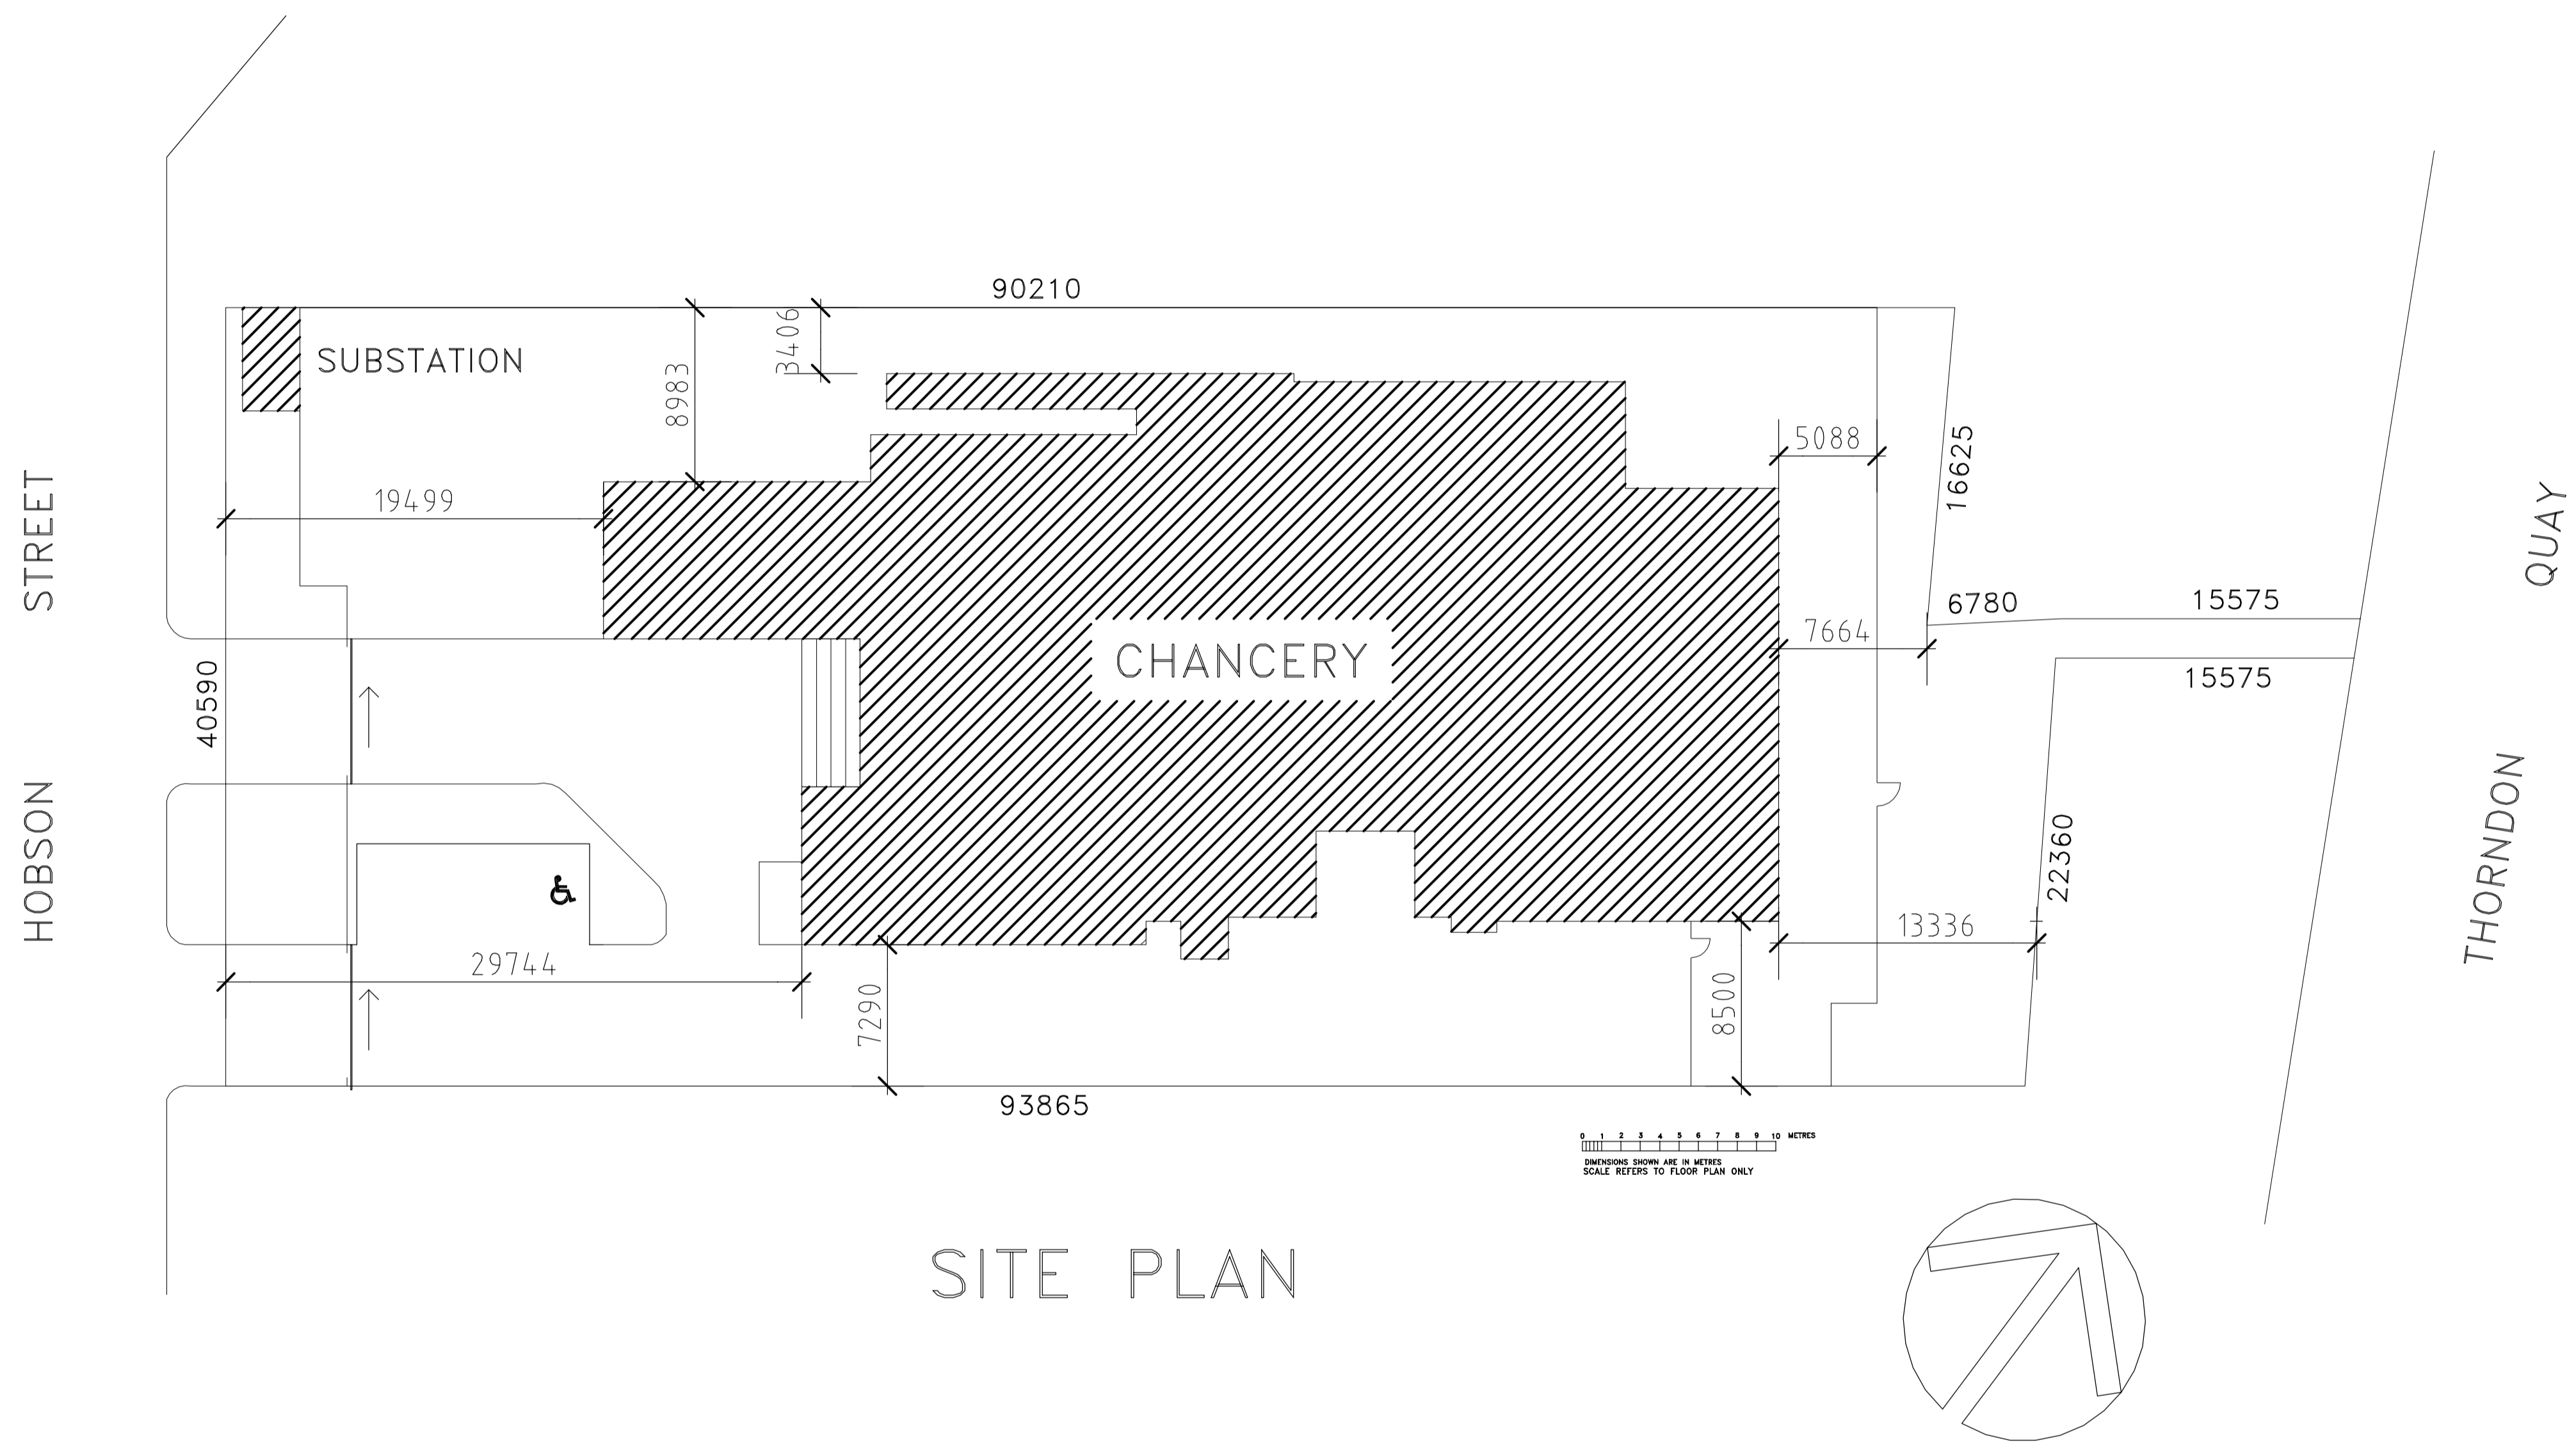 90210
SUBSTATION
3406
8983
5088
16625
19499
STREET
QUAY
6780
15575
7664
CHANCERY
15575
40590
HOBSON
THORNDON
22360
13336
29744
7290
8500
93865
0 1 2 3 4 5 6 7 8 9 10 METRES
DIMENSIONS SHOWN ARE IN METRES
SCALE REFERS TO FLOOR PLAN ONLY
SITE PLAN